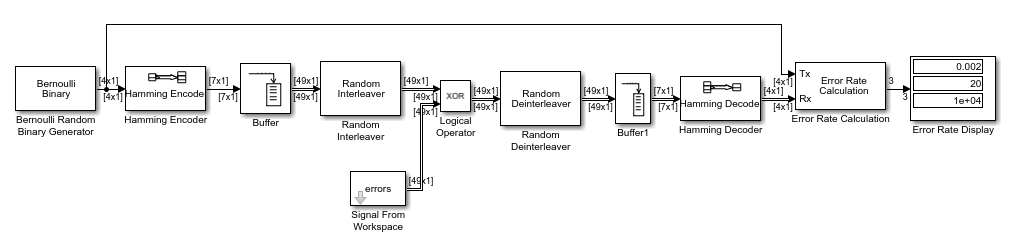 Bernoulli
Binary
Bernoulli Random
Binary Generator
[4x1]
[4x1]
Hamming Encode
Hamming Encoder
[7x1]
[7x1]
Buffer
[49x1]
[49x1]
Random
Interleaver
Random
Interleaver
[49x1]
[49x1]
[49x1]
XOR
Logical
Operator
errors
Signal From
Workspace
[49x1]
[49x1]
[49x1]
Random
Deinterleaver
Random
Deinterleaver
[49x1]
[49x1]
Buffer1
[7x1]
[7x1]
Hamming Decode
Hamming Decoder
[4x1]
[4x1]
[4x1]
Tx
Rx
Error Rate
Calculation
Error Rate Calculation
3
3
0.002
20
1e+04
Error Rate Display